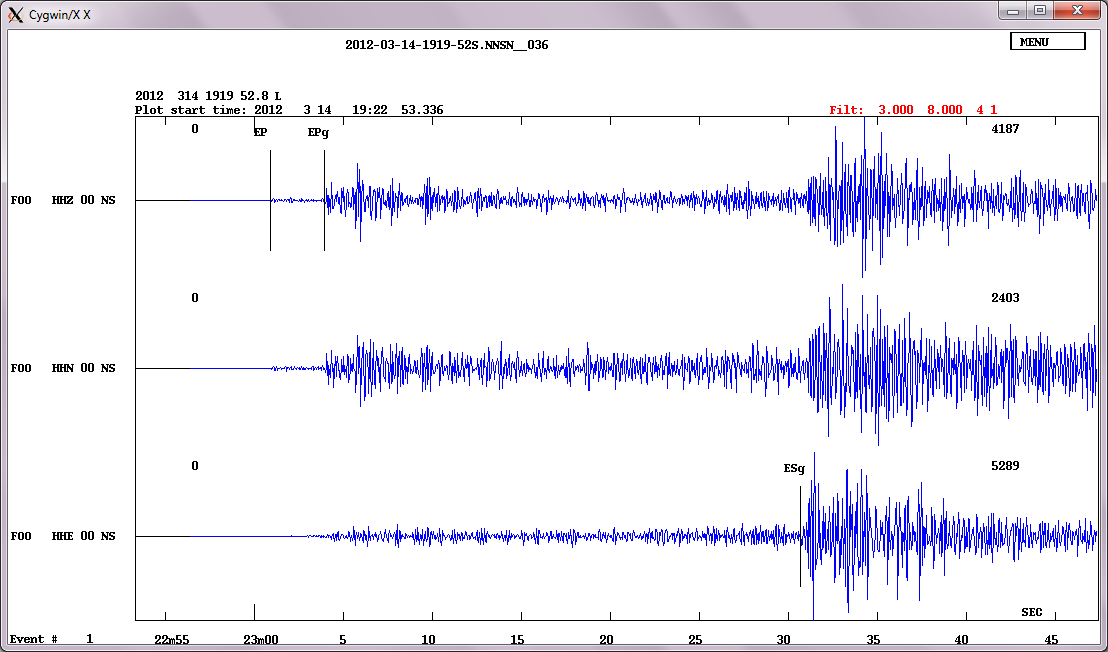 Cygwin/X X
2012-03-14-1919-52S.NNSN__036
MENU
2012  314 1919 52.8 L
Plot start time: 2012   3 14   19:22  53.336
Filt:  3.000  8.000  4 1
0
EP
EPg
4187
FOO   HHZ 00 NS
0
2403
FOO   HHN 00 NS
0
ESg
5289
FOO   HHE 00 NS
SEC
Event #    1
22m55
23m00
5
10
15
20
25
30
35
40
45